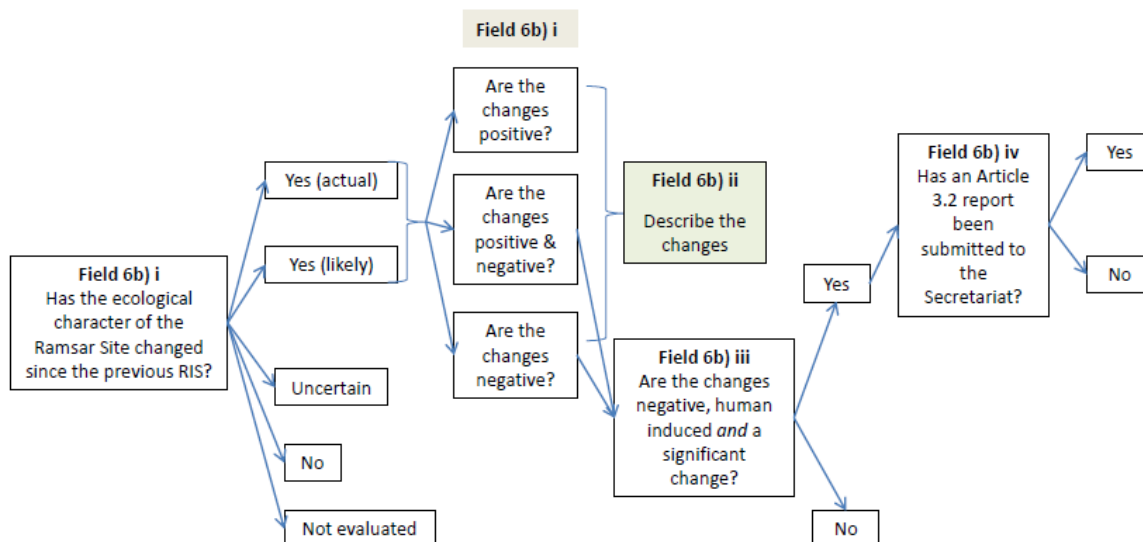 Field 6b) i
Has the ecological
character of the
Ramsar Site changed
since the previous RIS?
Yes (actual)
Yes (likely)
Uncertain
No
Not evaluated
Field 6b) i
Are the
changes
positive?
Are the
changes
positive &
negative?
Are the
changes
negative?
Field 6b) ii
Describe the
changes
Field 6b) iii
Are the changes
negative, human
induced and a
significant
change?
Yes
No
Field 6b) iv
Has an Article
3.2 report
been
submitted to
the
Secretariat?
Yes
No